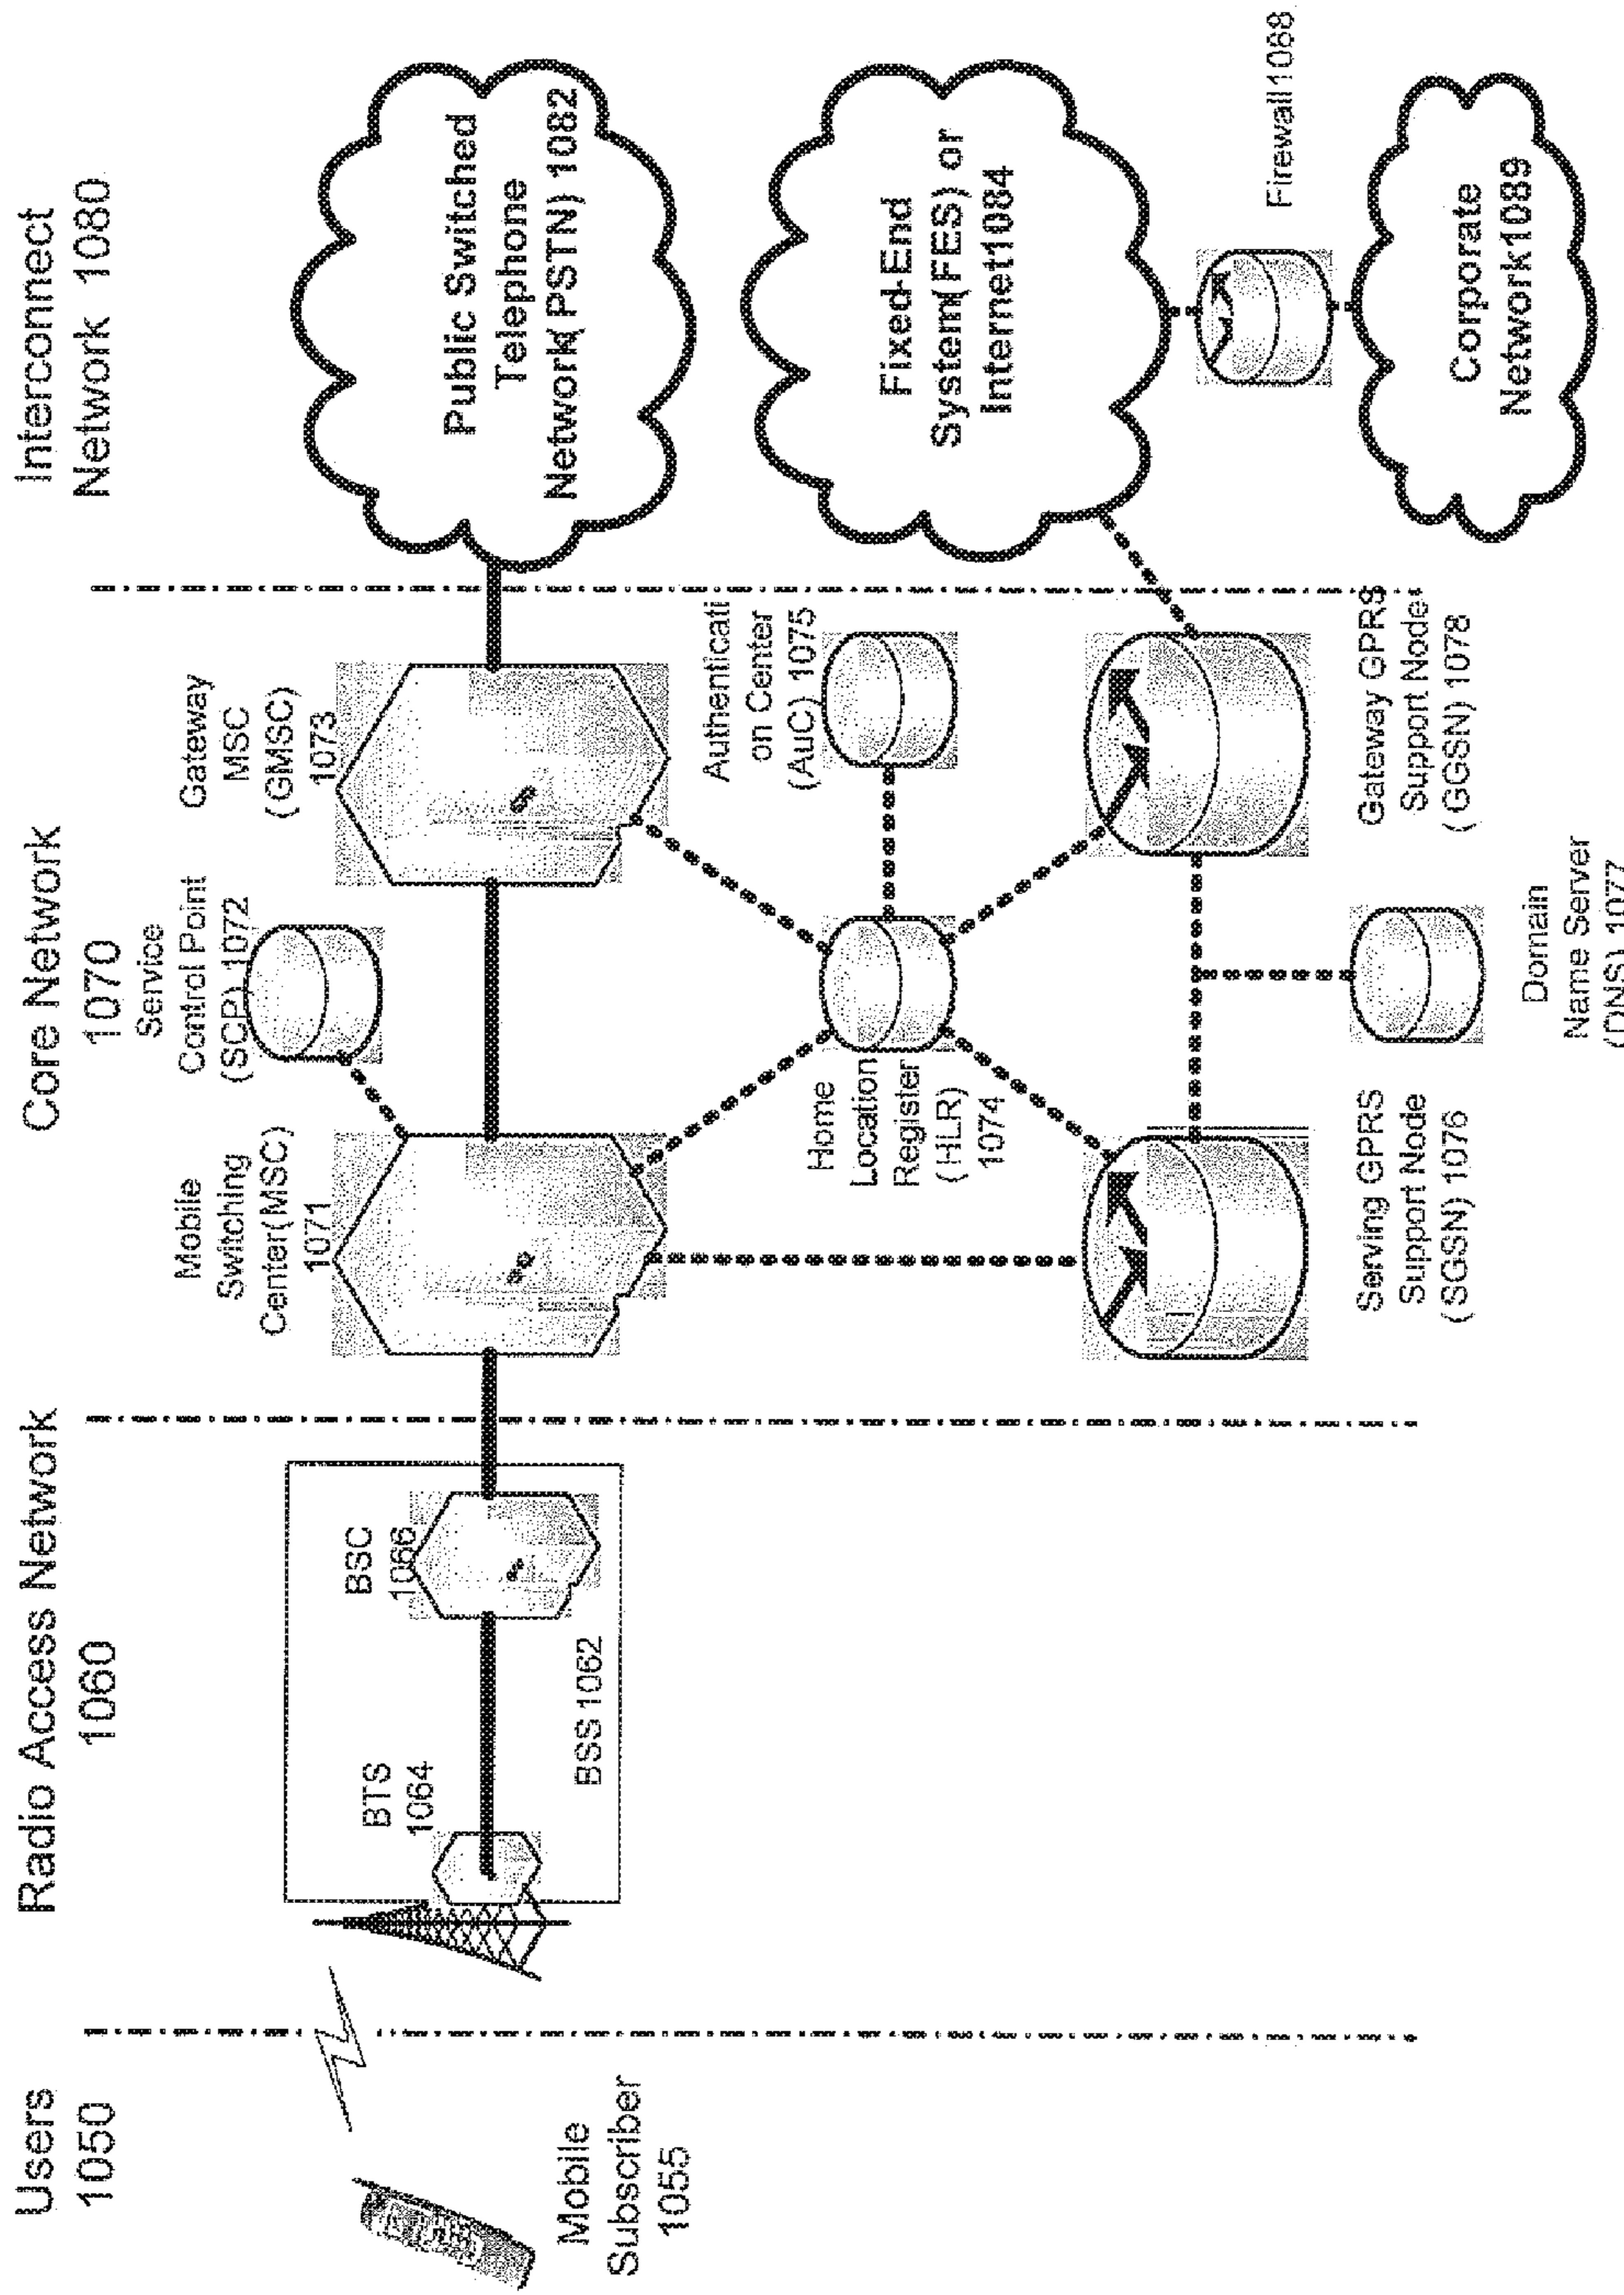 Users
1050
Radio Access Network
1060
Core Network
1070
Interconnect
Network 1080
Mobile
Subscriber
1055
BTS
1064
BSC
1066
BSS 1062
Mobile
Switching
Center(MSC)
1071
Service
Control Point
(SCP) 1072
Gateway
MSC
(GMSC)
1073
Home
Location
Register
(HLR)
1074
Authenticati
on Center
(AuC) 1075
Serving GPRS
Support Node
(SGSN) 1076
Domain
Name Server
(DNS) 1077
Gateway GPRS
Support Node
(GGSN) 1078
Public Switched
Telephone
Network(PSTN) 1082
Fixed-End
System(FES) or
Internet1084
Firewall1088
Corporate
Network1089